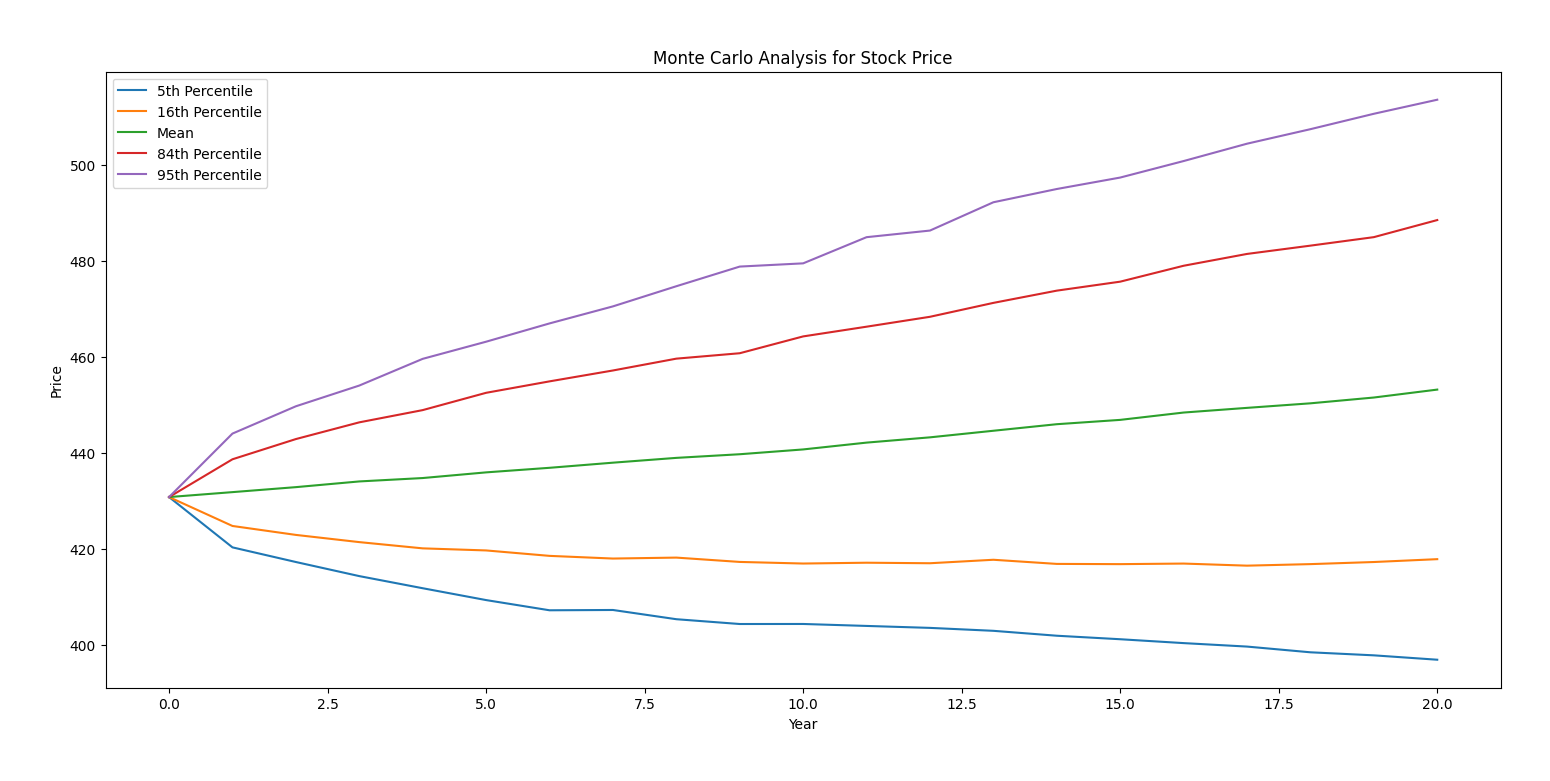 Monte Carlo Analysis for Stock Price
5th Percentile
16th Percentile
Mean
84th Percentile
95th Percentile
500
480
460
440
420
400
Price
0.0 2.5 5.0 7.5 10.0 12.5 15.0 17.5 20.0
Year